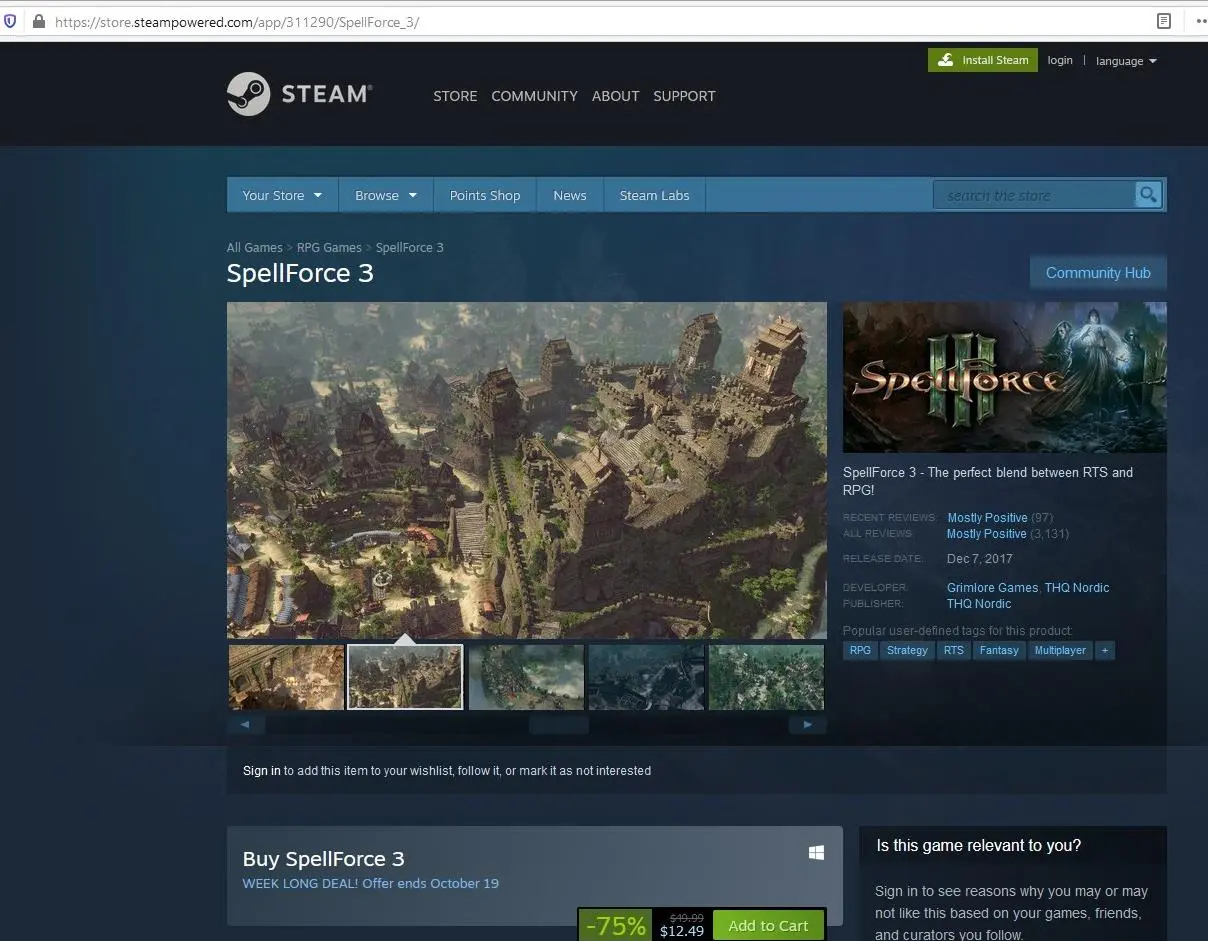 https://store.steampowered.com/app/311290/SpellForce_3/
Install Steam login | language
STEAM® STORE COMMUNITY ABOUT SUPPORT
Your Store Browse Points Shop News Steam Labs search the store
All Games > RPG Games > SpellForce 3
SpellForce 3
Community Hub
SPELLFORCE III
SpellForce 3 - The perfect blend between RTS and
RPG!
RECENT REVIEWS: Mostly Positive (97)
ALL REVIEWS: Mostly Positive (3,131)
RELEASE DATE: Dec 7, 2017
DEVELOPER: Grimlore Games, THQ Nordic
PUBLISHER: THQ Nordic
Popular user-defined tags for this product:
RPG Strategy RTS Fantasy Multiplayer +
Sign in to add this item to your wishlist, follow it, or mark it as not interested
Buy SpellForce 3
WEEK LONG DEAL! Offer ends October 19
-75% $49.99 $12.49 Add to Cart
Is this game relevant to you?
Sign in to see reasons why you may or may
not like this based on your games, friends,
and curators you follow.